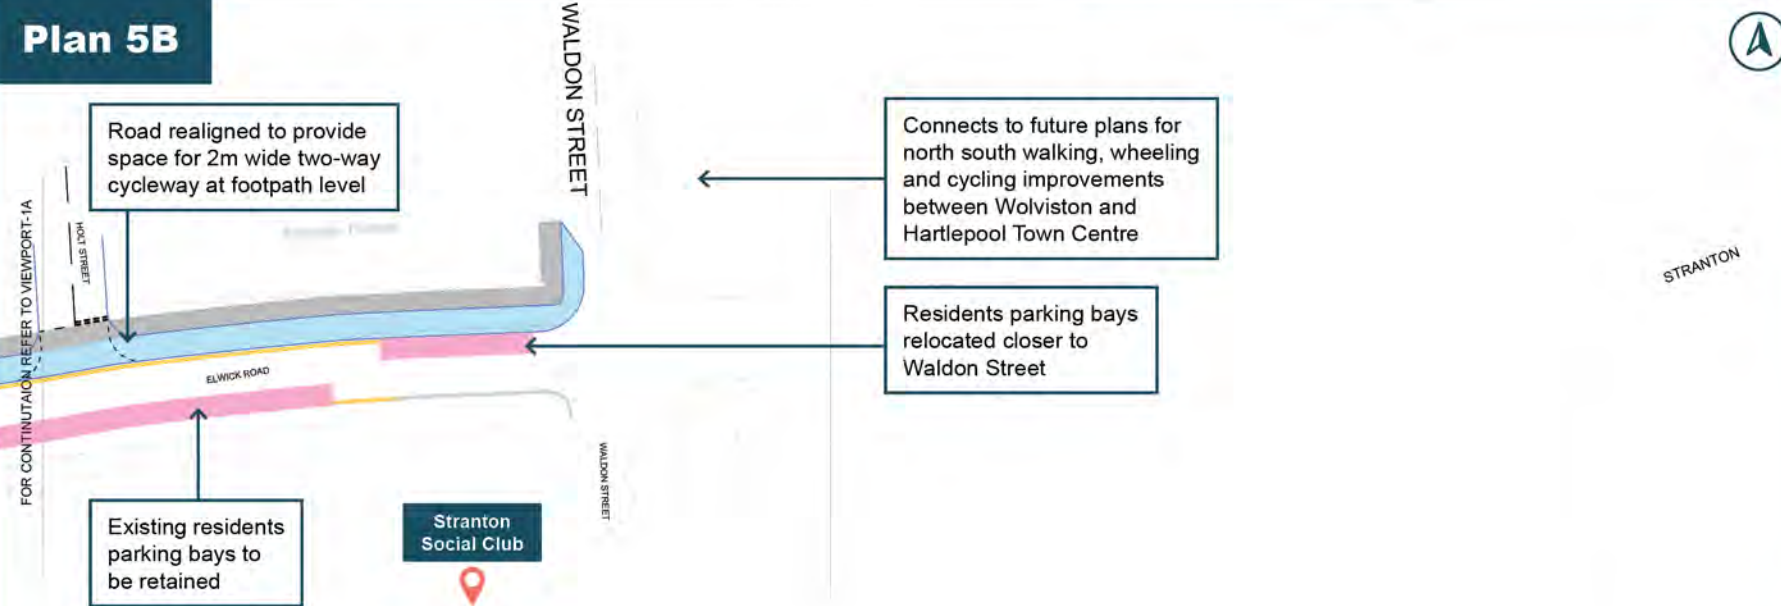 Plan 5B
WALDON STREET
Road realigned to provide
space for 2m wide two-way
cycleway at footpath level
Connects to future plans for
north south walking, wheeling
and cycling improvements
between Wolviston and
Hartlepool Town Centre
STRANTON
FOR CONTINUTAION REFER TO VIEWPORT-1A
HOLT STREET
Residents parking bays
relocated closer to
Waldon Street
ELWICK ROAD
WALDON STREET
Existing residents
parking bays to
be retained
Stranton
Social Club